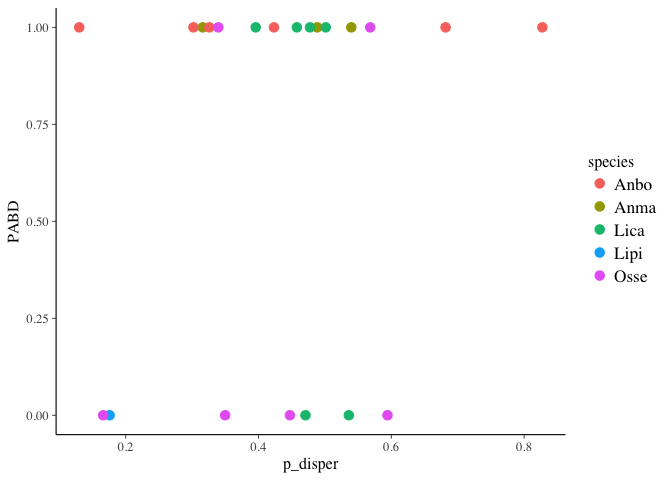 1.00
0.75
0.50
0.25
0.00
PABD
0.2
0.4
0.6
0.8
p_disper
species
Anbo
Anma
Lica
Lipi
Osse